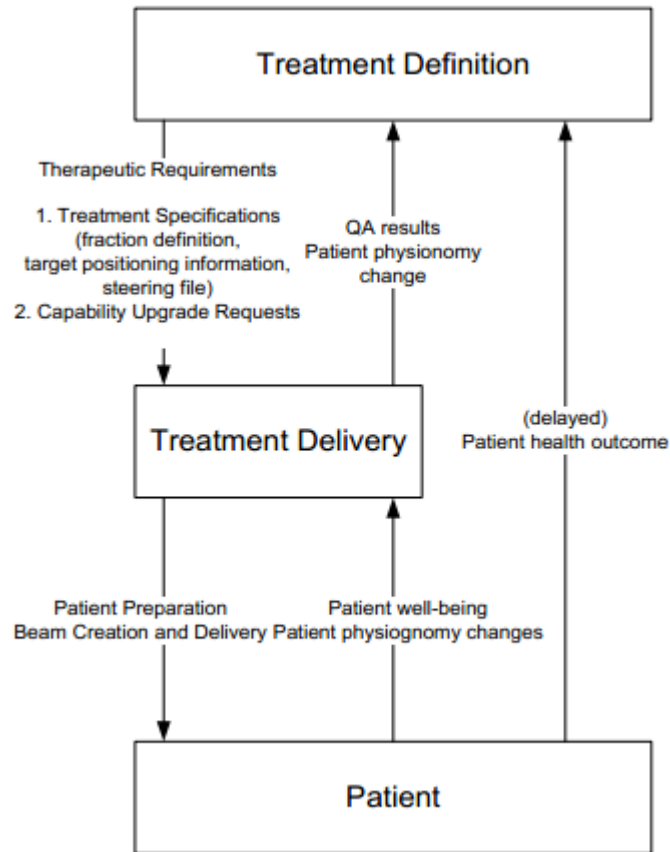 Treatment Definition
Therapeutic Requirements
1. Treatment Specifications
(fraction definition,
target positioning information,
steering file)
2. Capability Upgrade Requests
QA results
Patient physionomy
change
(delayed)
Patient health outcome
Treatment Delivery
Patient Preparation
Beam Creation and Delivery
Patient well-being
Patient physiognomy changes
Patient